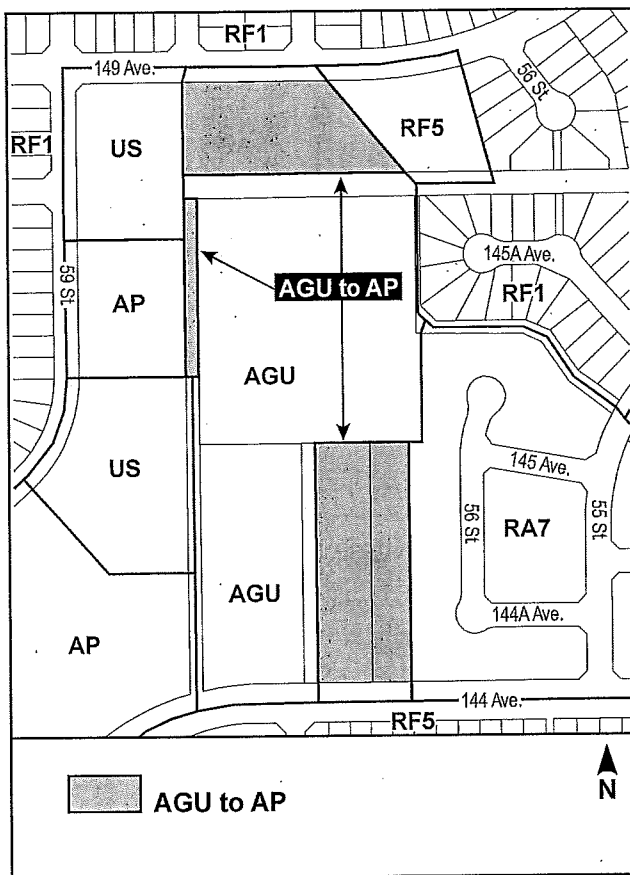 RF1
149 Ave.
56 St
RF5
RF1
US
145A Ave.
59 St
AGU to AP
RF1
AP
AGU
145 Ave.
US
56 St
RA7
55 St
AGU
144A Ave.
AP
144 Ave.
RF5
AGU to AP
N